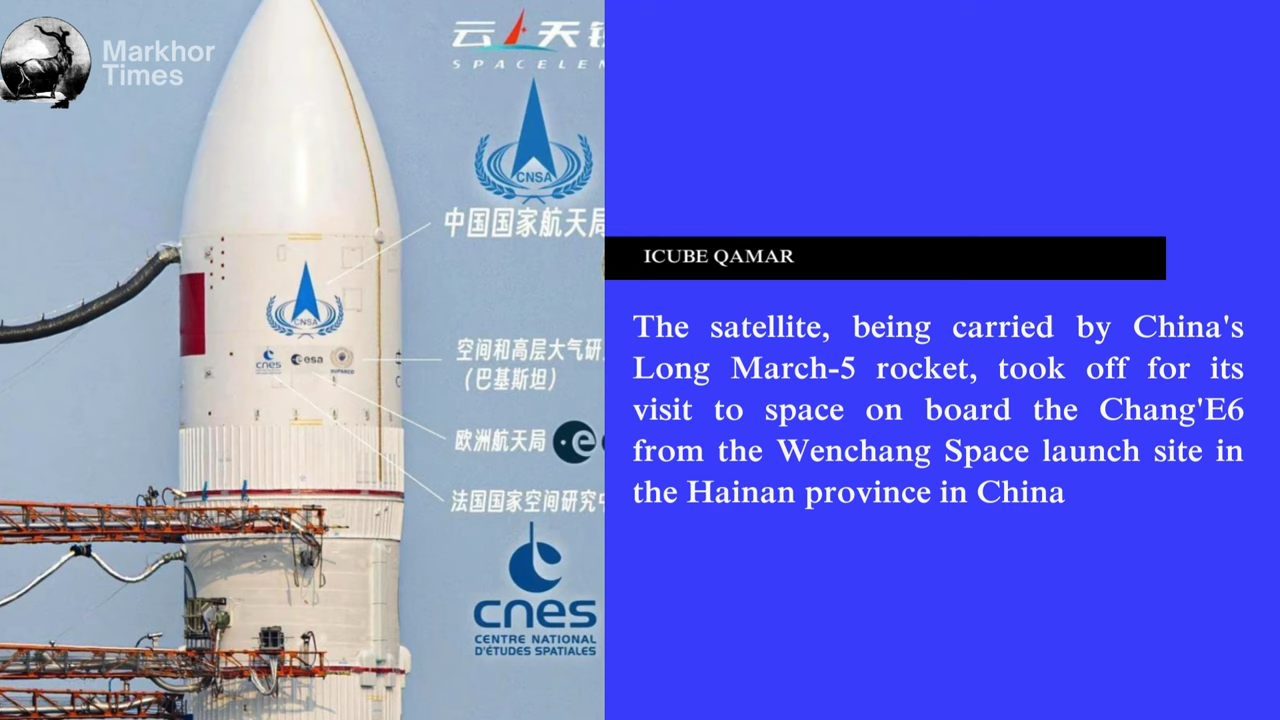 Markhor
Times
云 天
SPACELEN
CNSA
中国国家航天局
CNSA
cnes
esa
SUPARCO
空间和高层大气研
(巴基斯坦)
欧洲航天局
e
法国国家空间研究中
cnes
CENTRE NATIONAL
D'ÉTUDES SPATIALES
ICUBE QAMAR
The satellite, being carried by China's
Long March-5 rocket, took off for its
visit to space on board the Chang'E6
from the Wenchang Space launch site in
the Hainan province in China